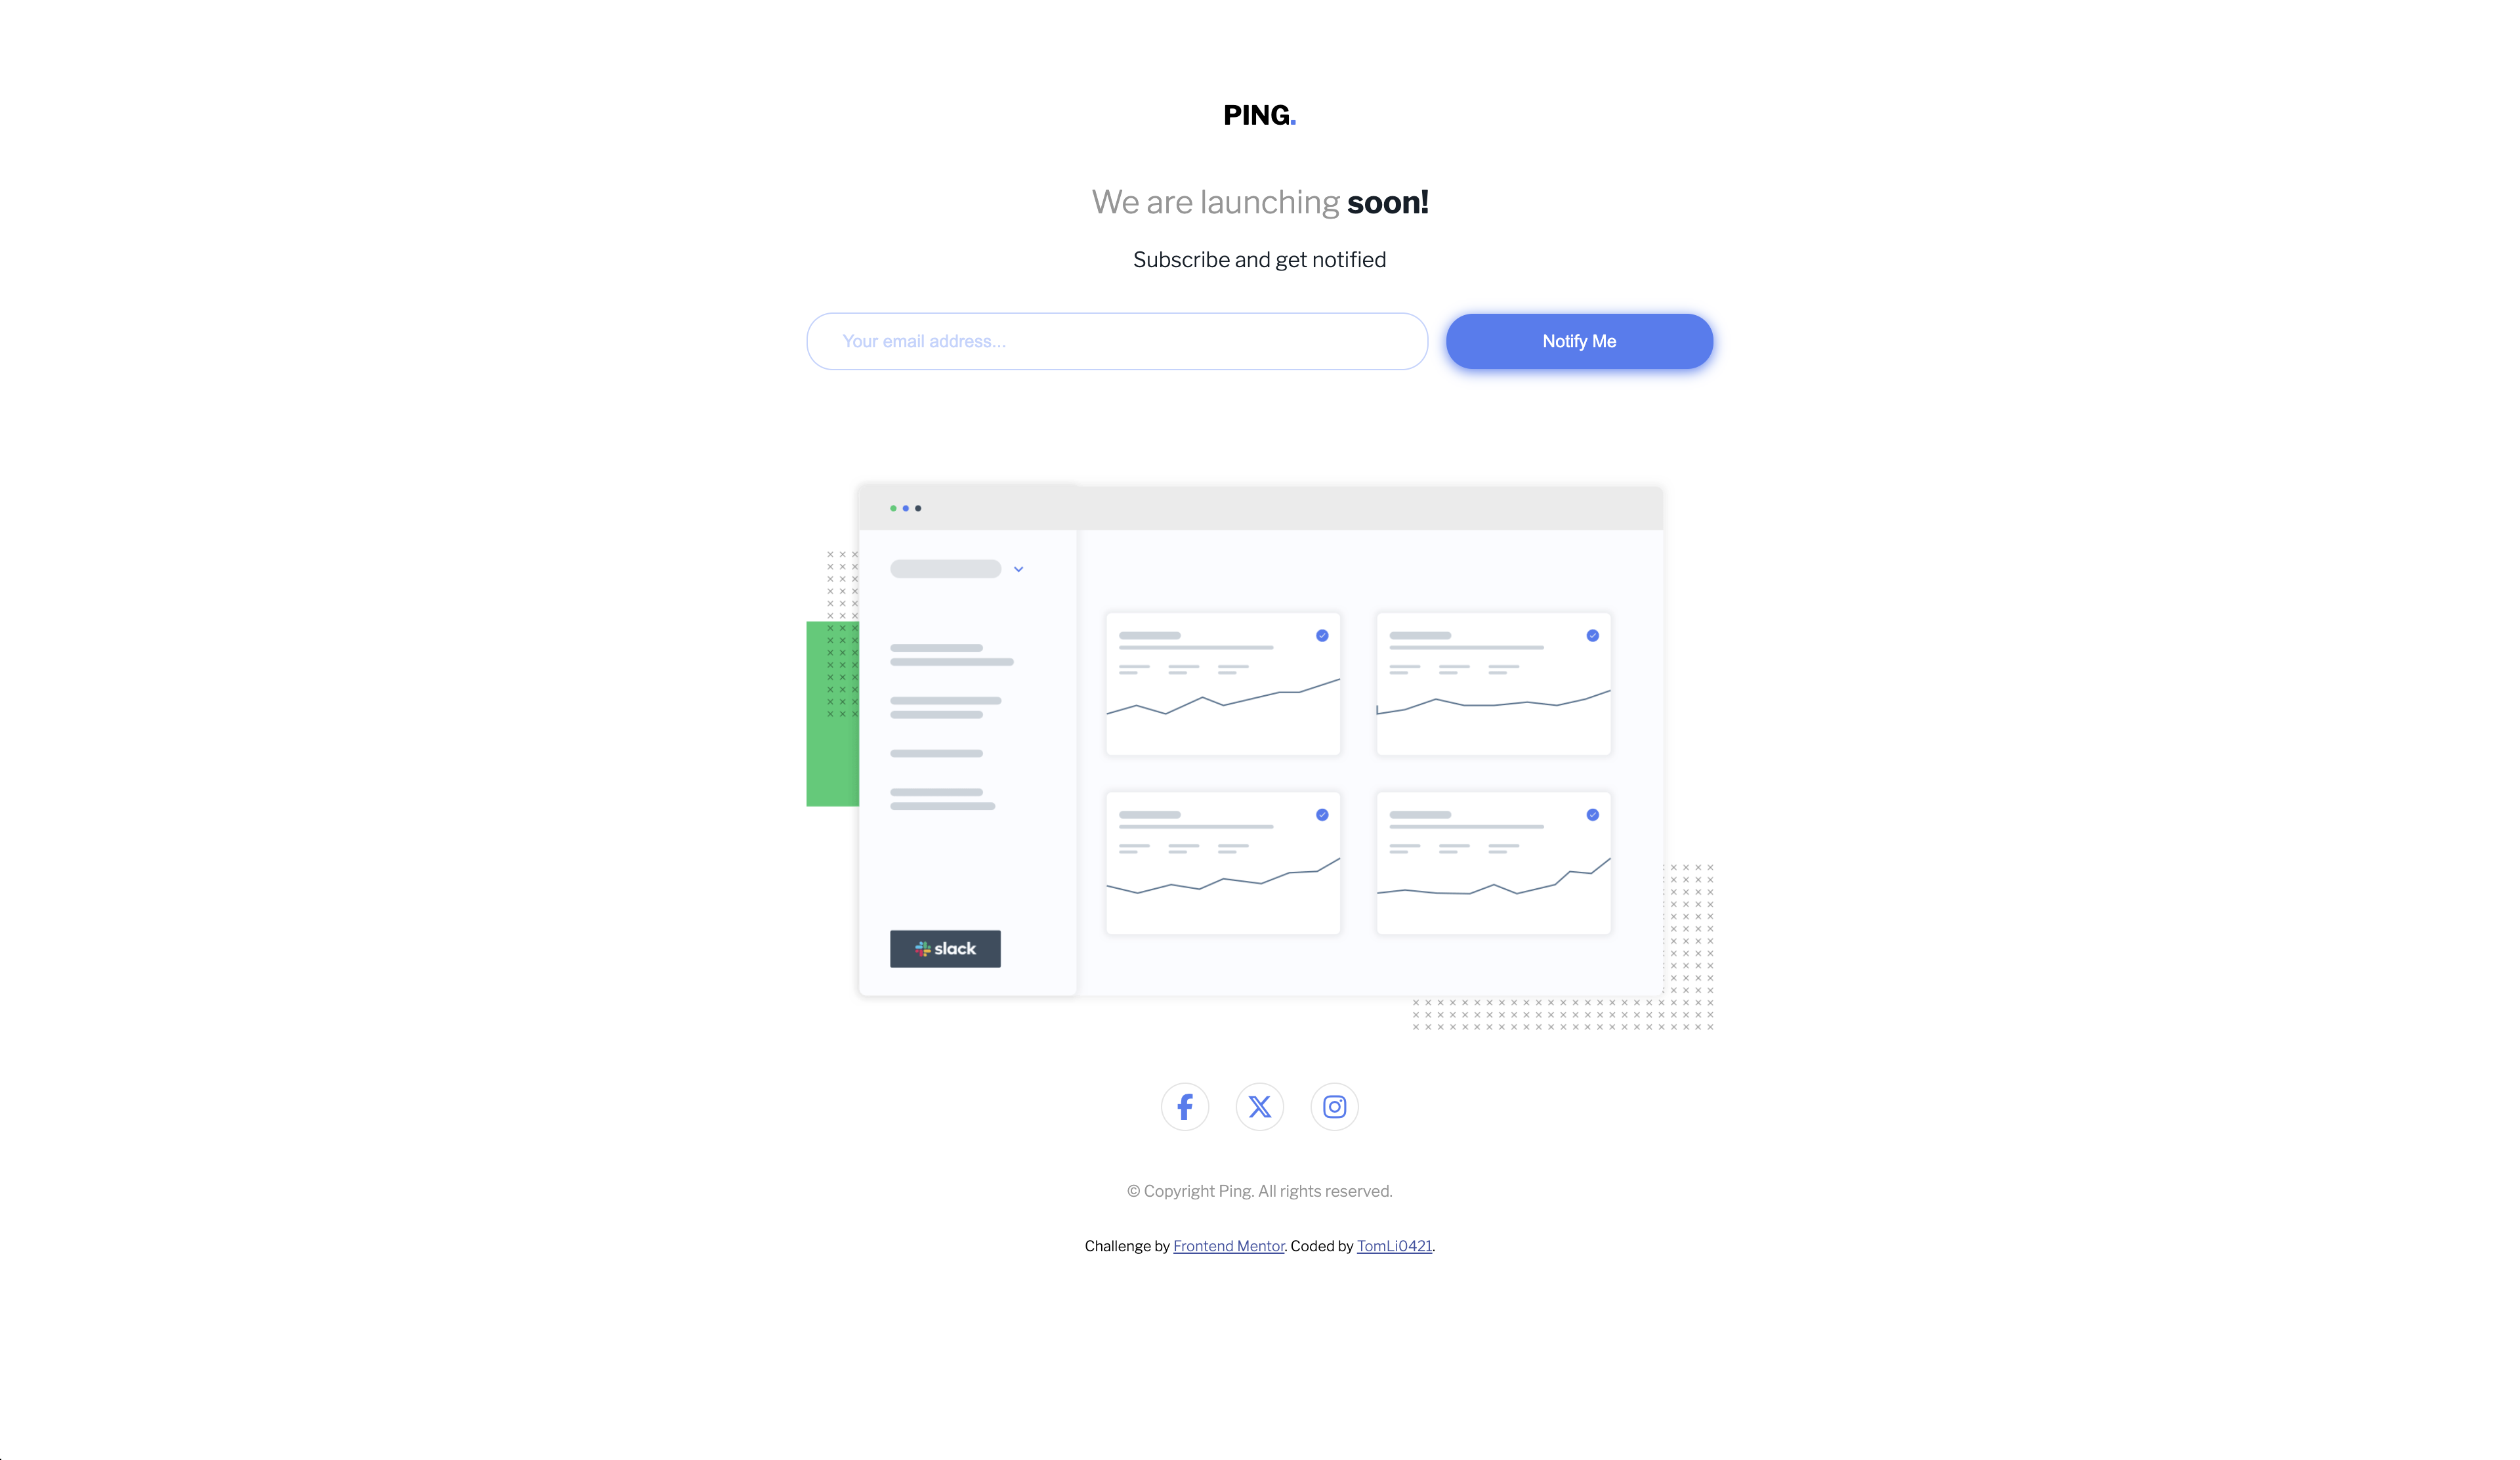 PING.
We are launching soon!
Subscribe and get notified
Your email address...
Notify Me
slack
© Copyright Ping. All rights reserved.
Challenge by Frontend Mentor. Coded by TomLi0421.